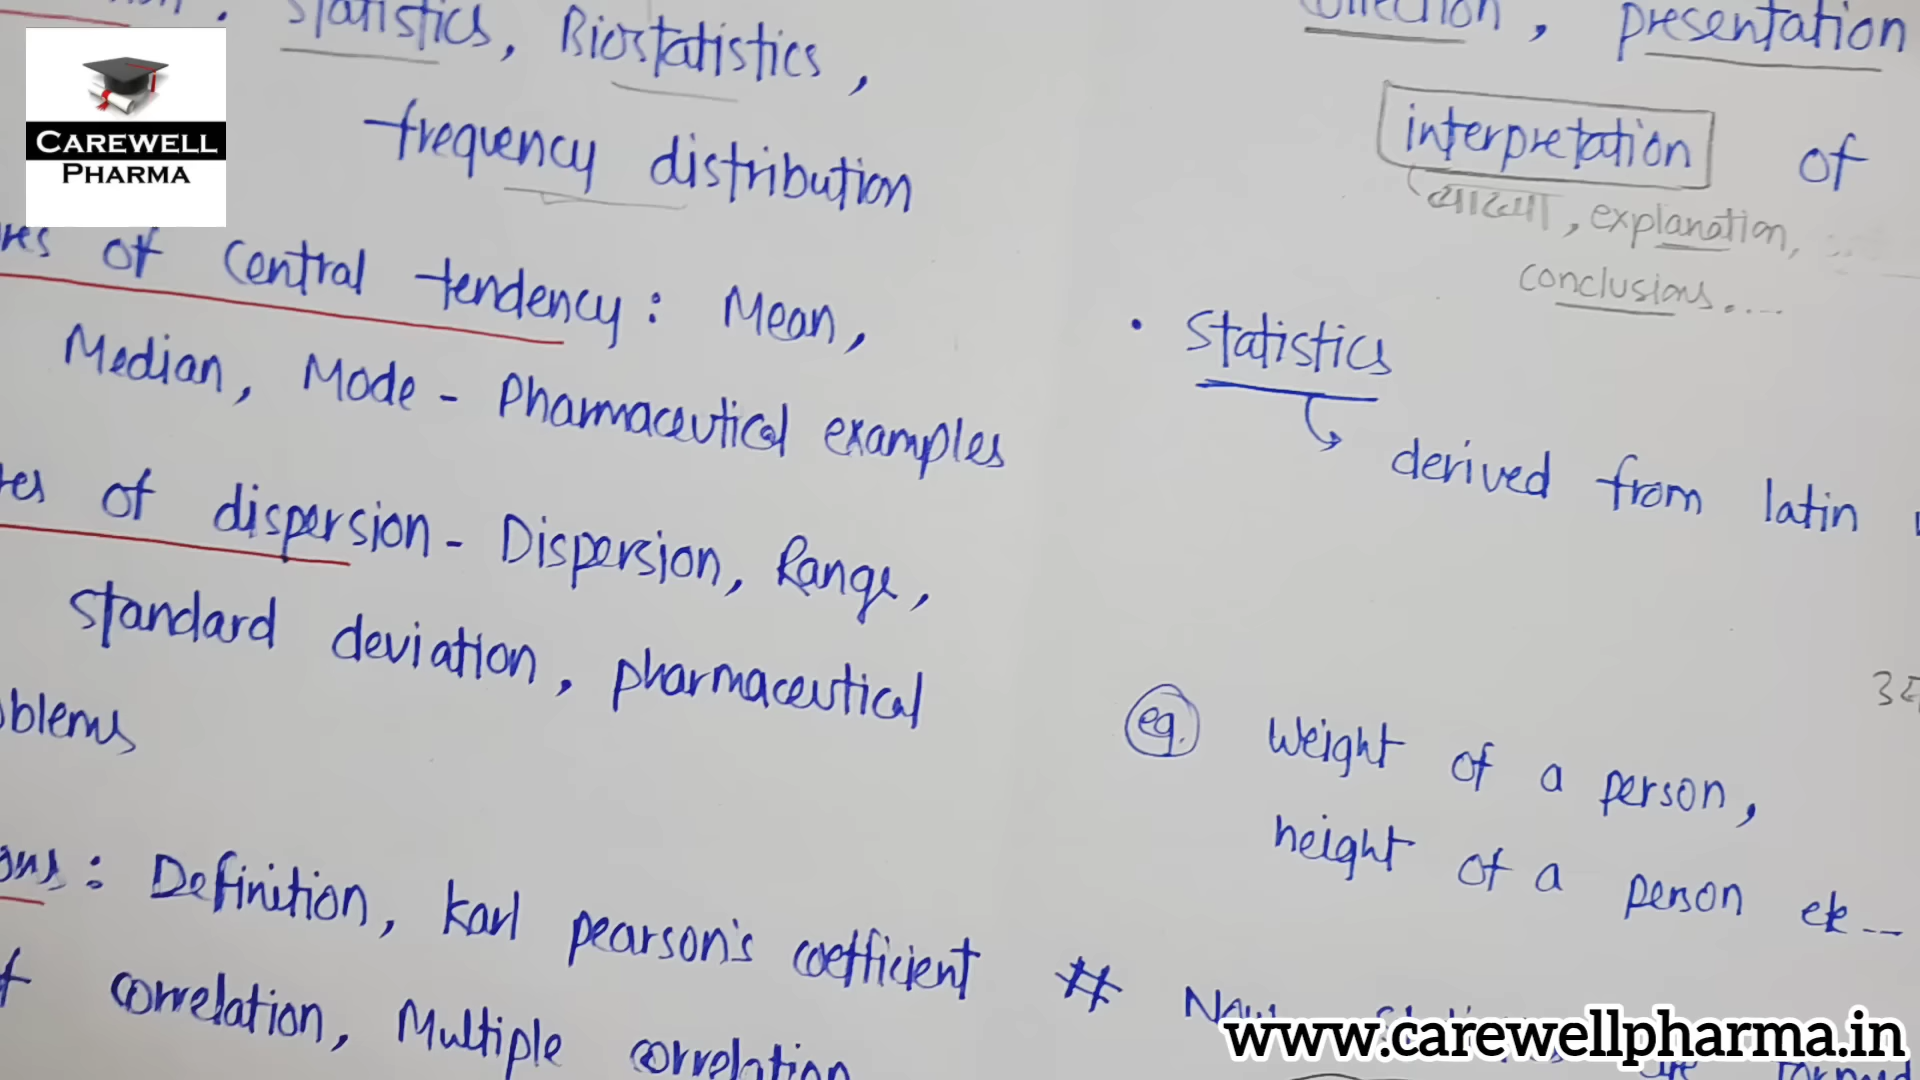 Statistics, Biostatistics,
frequency distribution
of Central tendency: Mean,
Median, Mode - Pharmaceutical examples
of dispersion - Dispersion, Range,
standard deviation, pharmaceutical
: Definition, Karl pearson's coefficient
correlation, Multiple correlation
, presentation
interpretation of
व्याख्या, explanation,
conclusions....
• Statistics
derived from latin
eg. Weight of a person,
height of a person etc...
# Now
CAREWELL
PHARMA
www.carewellpharma.in